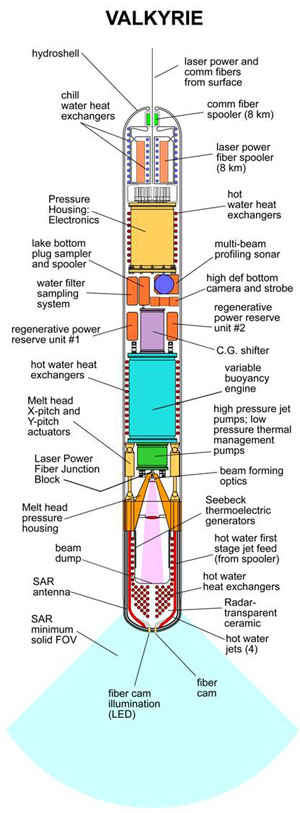 VALKYRIE
hydroshell
laser power
and comm fibers
from surface
chill
water heat
exchangers
comm fiber
spooler (8 km)
laser power
fiber spooler
(8 km)
hot
water heat
exchangers
Pressure
Housing:
Electronics
lake bottom
plug sampler
and spooler
multi-beam
profiling sonar
water filter
sampling
system
high def bottom
camera and strobe
regenerative power
reserve unit #1
regenerative
power reserve
unit #2
C.G. shifter
hot water heat
exchangers
variable
buoyancy
engine
Melt head
X-pitch and
Y-pitch
actuators
high pressure jet
pumps; low
pressure thermal
management
pumps
Laser Power
Fiber Junction
Block
beam forming
optics
Melt head
pressure
housing
Seebeck
thermoelectric
generators
beam
dump
hot water first
stage jet feed
(from spooler)
SAR
antenna
hot water
heat exchangers
SAR
minimum
solid FOV
Radar-
transparent
ceramic
hot water
jets (4)
fiber cam
illumination
(LED)
fiber
cam